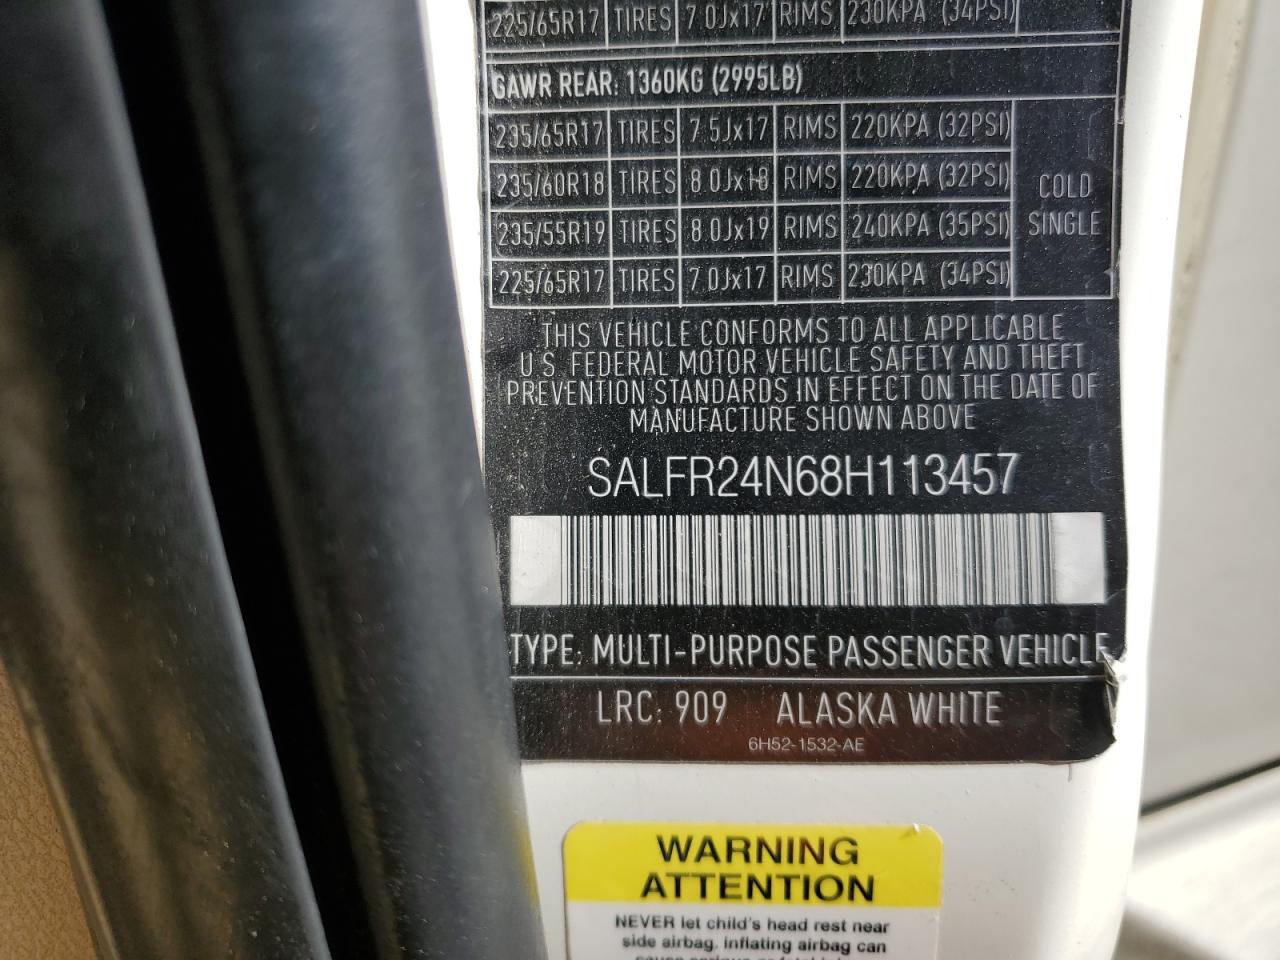 225/65R17 TIRES 7.0Jx17 RIMS 230KPA (34PSI)
GAWR REAR: 1360KG (2995LB)
235/65R17 TIRES 7.5Jx17 RIMS 220KPA (32PSI)
235/60R18 TIRES 8.0Jx18 RIMS 220KPA (32PSI)
235/55R19 TIRES 8.0Jx19 RIMS 240KPA (35PSI)
225/65R17 TIRES 7.0Jx17 RIMS 230KPA (34PSI)
COLD
SINGLE
THIS VEHICLE CONFORMS TO ALL APPLICABLE
U.S. FEDERAL MOTOR VEHICLE SAFETY AND THEFT
PREVENTION STANDARDS IN EFFECT ON THE DATE OF
MANUFACTURE SHOWN ABOVE
SALFR24N68H113457
TYPE: MULTI-PURPOSE PASSENGER VEHICLE
LRC: 909 ALASKA WHITE
6H52-1532-AE
WARNING
ATTENTION
NEVER let child's head rest near
side airbag, inflating airbag can